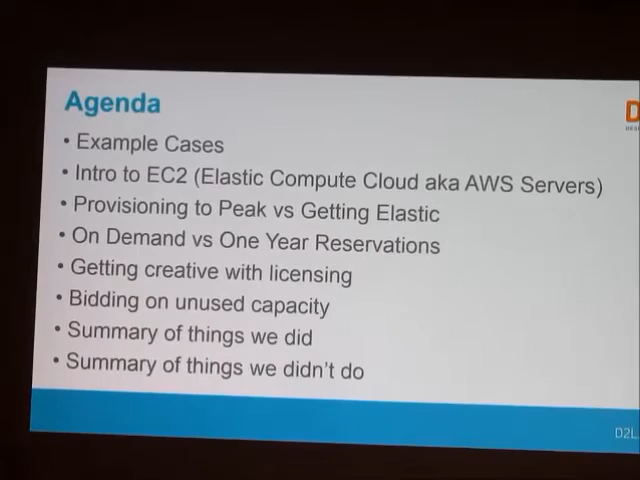 Agenda
• Example Cases
• Intro to EC2 (Elastic Compute Cloud aka AWS Servers)
• Provisioning to Peak vs Getting Elastic
• On Demand vs One Year Reservations
• Getting creative with licensing
• Bidding on unused capacity
• Summary of things we did
• Summary of things we didn't do
D2L